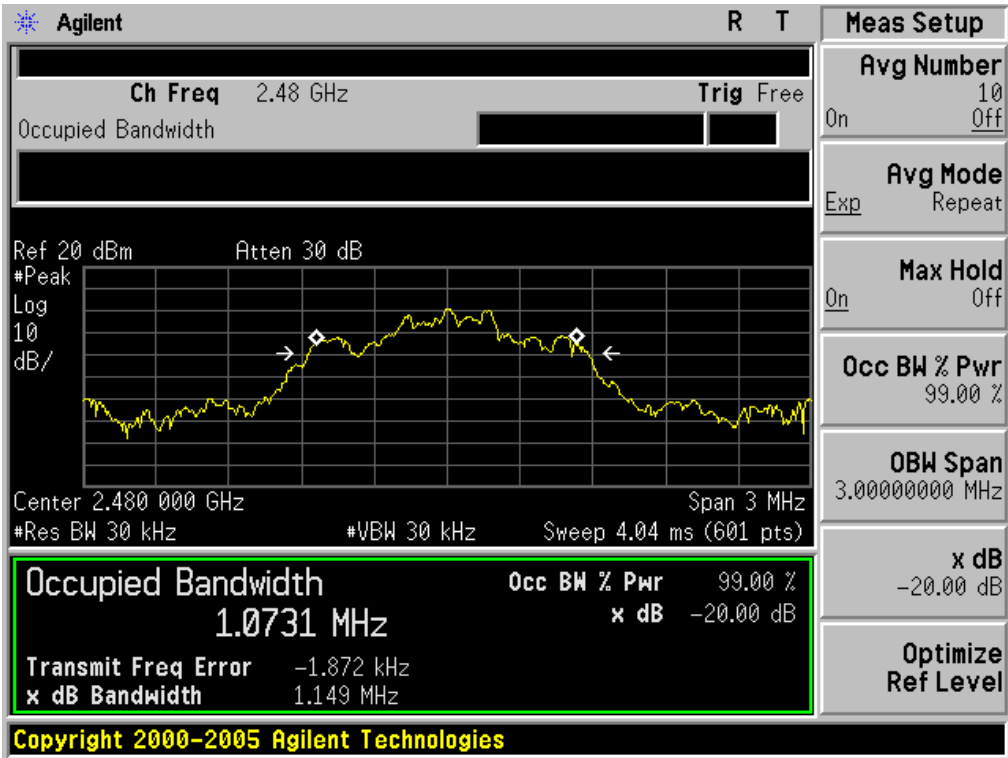 Agilent R T
Ch Freq 2.48 GHz Trig Free
Occupied Bandwidth
Ref 20 dBm Atten 30 dB
#Peak
Log
10
dB/
Center 2.480 000 GHz Span 3 MHz
#Res BW 30 kHz #VBW 30 kHz Sweep 4.04 ms (601 pts)
Occupied Bandwidth Occ BW % Pwr 99.00 %
1.0731 MHz x dB -20.00 dB
Transmit Freq Error -1.872 kHz
x dB Bandwidth 1.149 MHz
Copyright 2000-2005 Agilent Technologies
Meas Setup
Avg Number
10
On Off
Avg Mode
Exp Repeat
Max Hold
On Off
Occ BW % Pwr
99.00 %
OBW Span
3.00000000 MHz
x dB
-20.00 dB
Optimize
Ref Level